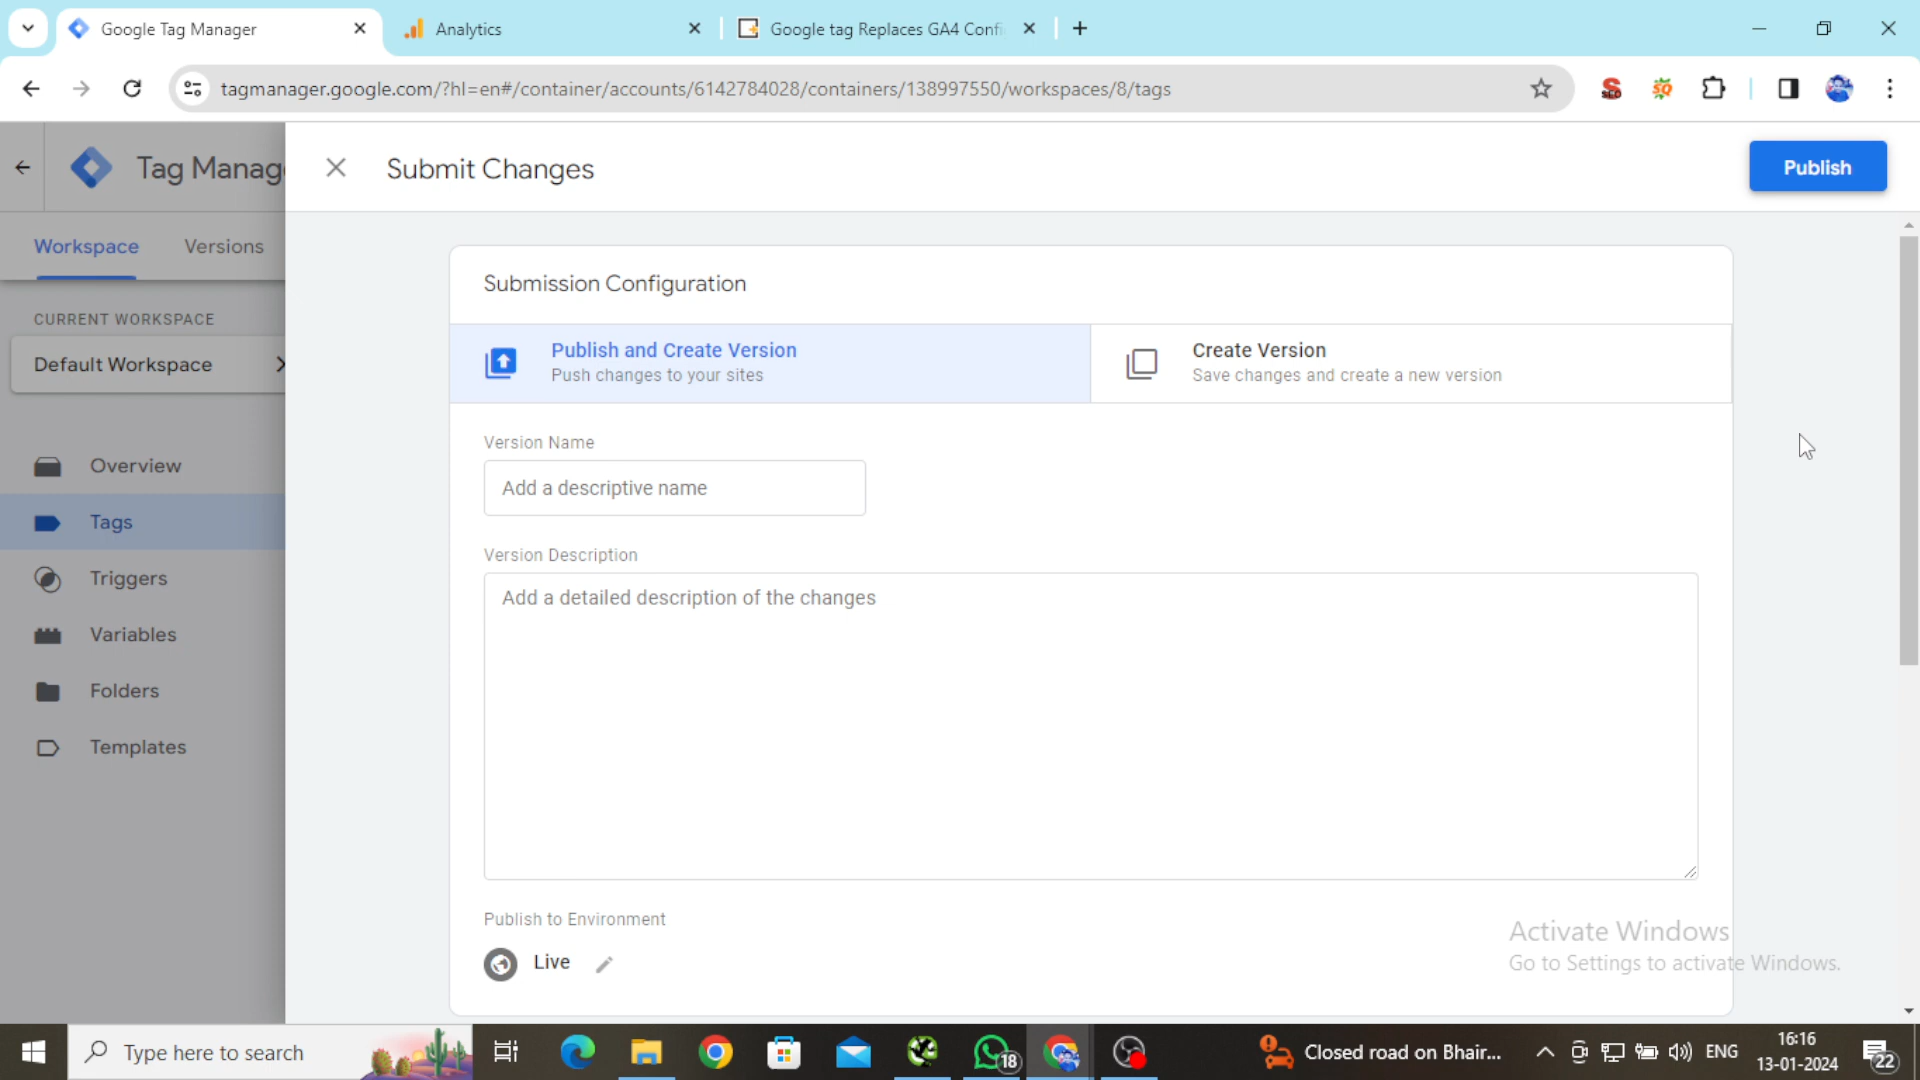 Google Tag Manager
Analytics
Google tag Replaces GA4 Confi
tagmanager.google.com/?hl=en#/container/accounts/6142784028/containers/138997550/workspaces/8/tags
Tag Manag
Submit Changes
Publish
Workspace
Versions
Submission Configuration
CURRENT WORKSPACE
Default Workspace
Publish and Create Version
Push changes to your sites
Create Version
Save changes and create a new version
Version Name
Add a descriptive name
Overview
Tags
Triggers
Variables
Folders
Templates
Version Description
Add a detailed description of the changes
Publish to Environment
Live
Activate Windows
Go to Settings to activate Windows.
Type here to search
18
Closed road on Bhair...
ENG
16:16
13-01-2024
22